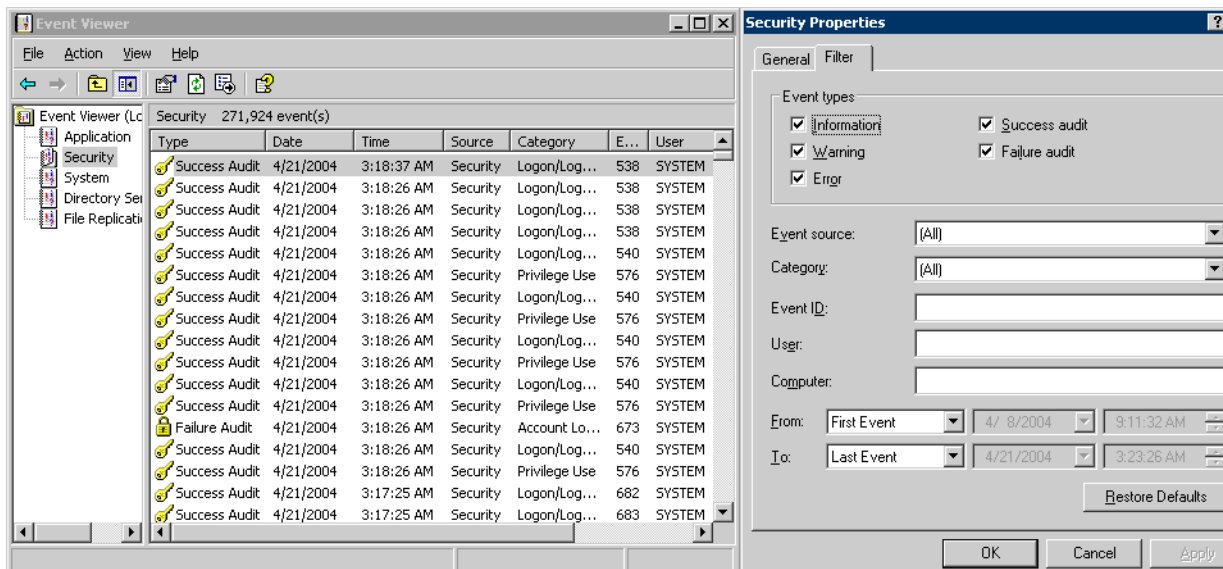 Event Viewer
File Action View Help
Event Viewer (Lc
Application
Security
System
Directory Sei
File Replicatio
Security 271,924 event(s)
Type Date Time Source Category E... User
Success Audit 4/21/2004 3:18:37 AM Security Logon/Log... 538 SYSTEM
Success Audit 4/21/2004 3:18:26 AM Security Logon/Log... 538 SYSTEM
Success Audit 4/21/2004 3:18:26 AM Security Logon/Log... 538 SYSTEM
Success Audit 4/21/2004 3:18:26 AM Security Logon/Log... 538 SYSTEM
Success Audit 4/21/2004 3:18:26 AM Security Logon/Log... 540 SYSTEM
Success Audit 4/21/2004 3:18:26 AM Security Privilege Use 576 SYSTEM
Success Audit 4/21/2004 3:18:26 AM Security Logon/Log... 540 SYSTEM
Success Audit 4/21/2004 3:18:26 AM Security Privilege Use 576 SYSTEM
Success Audit 4/21/2004 3:18:26 AM Security Logon/Log... 540 SYSTEM
Success Audit 4/21/2004 3:18:26 AM Security Privilege Use 576 SYSTEM
Success Audit 4/21/2004 3:18:26 AM Security Logon/Log... 540 SYSTEM
Success Audit 4/21/2004 3:18:26 AM Security Privilege Use 576 SYSTEM
Failure Audit 4/21/2004 3:18:26 AM Security Account Lo... 673 SYSTEM
Success Audit 4/21/2004 3:18:26 AM Security Logon/Log... 540 SYSTEM
Success Audit 4/21/2004 3:18:26 AM Security Privilege Use 576 SYSTEM
Success Audit 4/21/2004 3:17:25 AM Security Logon/Log... 682 SYSTEM
Success Audit 4/21/2004 3:17:25 AM Security Logon/Log... 683 SYSTEM
Security Properties
General Filter
Event types
Information Success audit
Warning Failure audit
Error
Event source: (All)
Category: (All)
Event ID:
User:
Computer:
From: First Event 4/ 8/2004 9:11:32 AM
To: Last Event 4/21/2004 3:23:26 AM
Restore Defaults
OK Cancel Apply